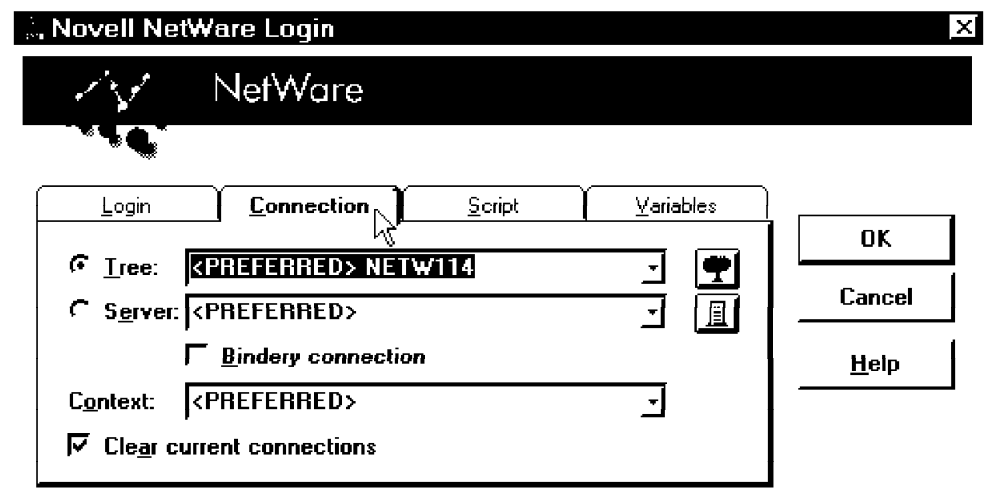 Novell NetWare Login
NetWare
Login Connection Script Variables
Tree: <PREFERRED> NETW114
Server: <PREFERRED>
Bindery connection
Context: <PREFERRED>
Clear current connections
OK
Cancel
Help